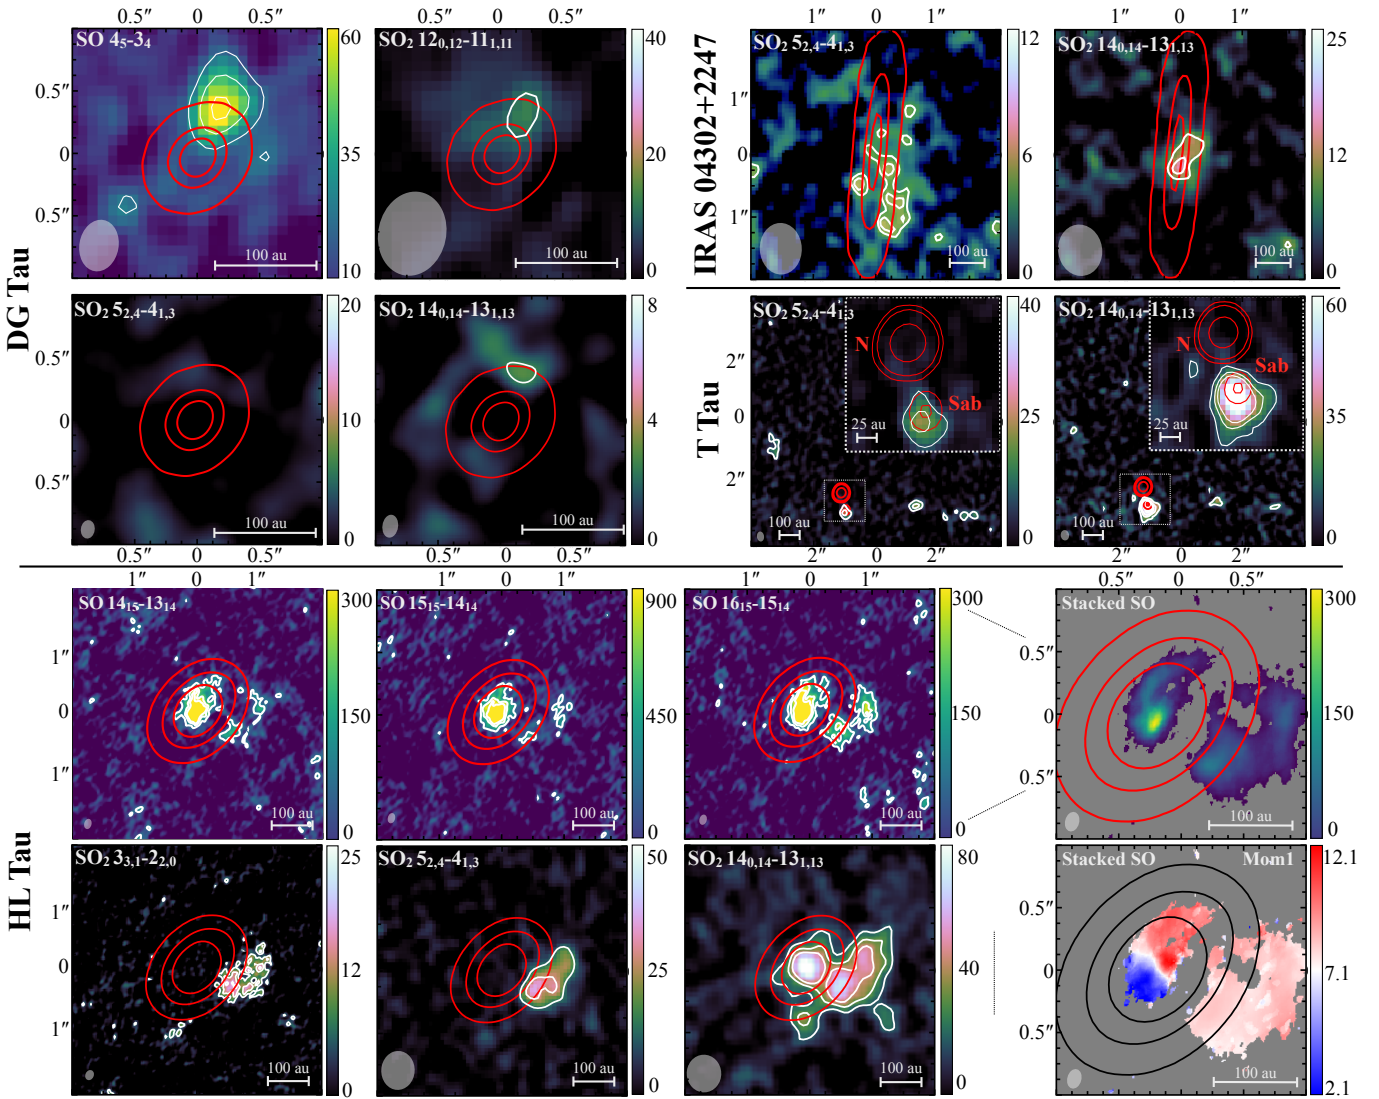 0.5″ 0 0.5″ 0.5″ 0 0.5″ 1″ 0 1″ 1″ 0 1″
DG Tau
SO 4₅-3₄
60
35
10
0.5″
0
0.5″
100 au
SO₂ 12₀,₁₂-11₁,₁₁
40
20
0
100 au
SO₂ 5₂,₄-4₁,₃
20
10
0
0.5″
0
0.5″
100 au
0.5″ 0 0.5″
SO₂ 14₀,₁₄-13₁,₁₃
8
4
0
100 au
0.5″ 0 0.5″
IRAS 04302+2247
SO₂ 5₂,₄-4₁,₃
12
6
0
1″
0
1″
100 au
SO₂ 14₀,₁₄-13₁,₁₃
25
12
0
100 au
T Tau
SO₂ 5₂,₄-4₁,₃
40
25
0
2″
0
2″
N
Sab
25 au
100 au
2″ 0 2″
SO₂ 14₀,₁₄-13₁,₁₃
60
35
0
N
Sab
25 au
100 au
2″ 0 2″
HL Tau
1″ 0 1″ 1″ 0 1″ 1″ 0 1″ 2″ 0.5″ 0 0.5″
SO 14₁₅-13₁₄
300
150
0
1″
0
1″
100 au
SO 15₁₅-14₁₄
900
450
0
100 au
SO 16₁₅-15₁₄
300
150
0
100 au
Stacked SO
300
150
0
0.5″
0
0.5″
100 au
SO₂ 3₃,₁-2₂,₀
25
12
0
1″
0
1″
100 au
SO₂ 5₂,₄-4₁,₃
50
25
0
100 au
SO₂ 14₀,₁₄-13₁,₁₃
80
40
0
100 au
Stacked SO Mom1
12.1
7.1
2.1
0.5″
0
0.5″
100 au